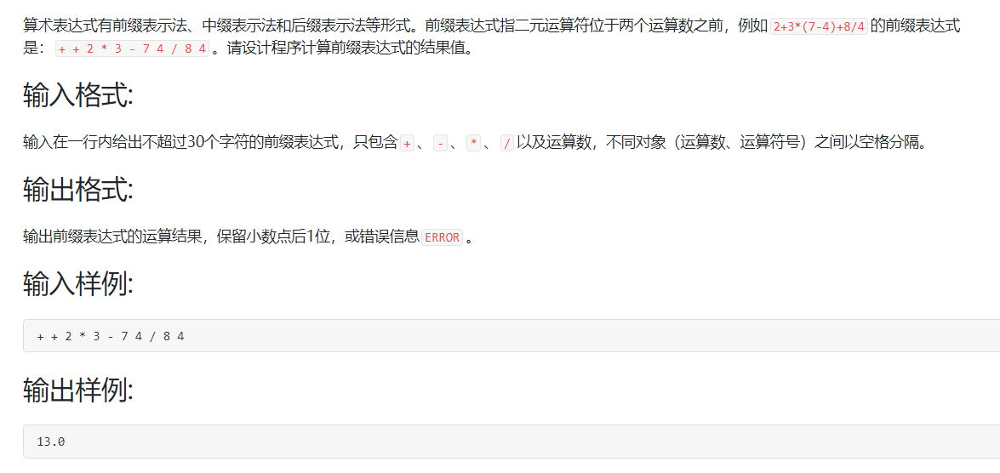 算术表达式有前缀表示法、中缀表示法和后缀表示法等形式。前缀表达式指二元运算符位于两个运算数之前，例如 2+3*(7-4)+8/4 的前缀表达式
是： + + 2 * 3 - 7 4 / 8 4 。请设计程序计算前缀表达式的结果值。
输入格式:
输入在一行内给出不超过30个字符的前缀表达式，只包含 + 、 - 、 * 、 / 以及运算数，不同对象（运算数、运算符号）之间以空格分隔。
输出格式:
输出前缀表达式的运算结果，保留小数点后1位，或错误信息 ERROR 。
输入样例:
+ + 2 * 3 - 7 4 / 8 4
输出样例:
13.0